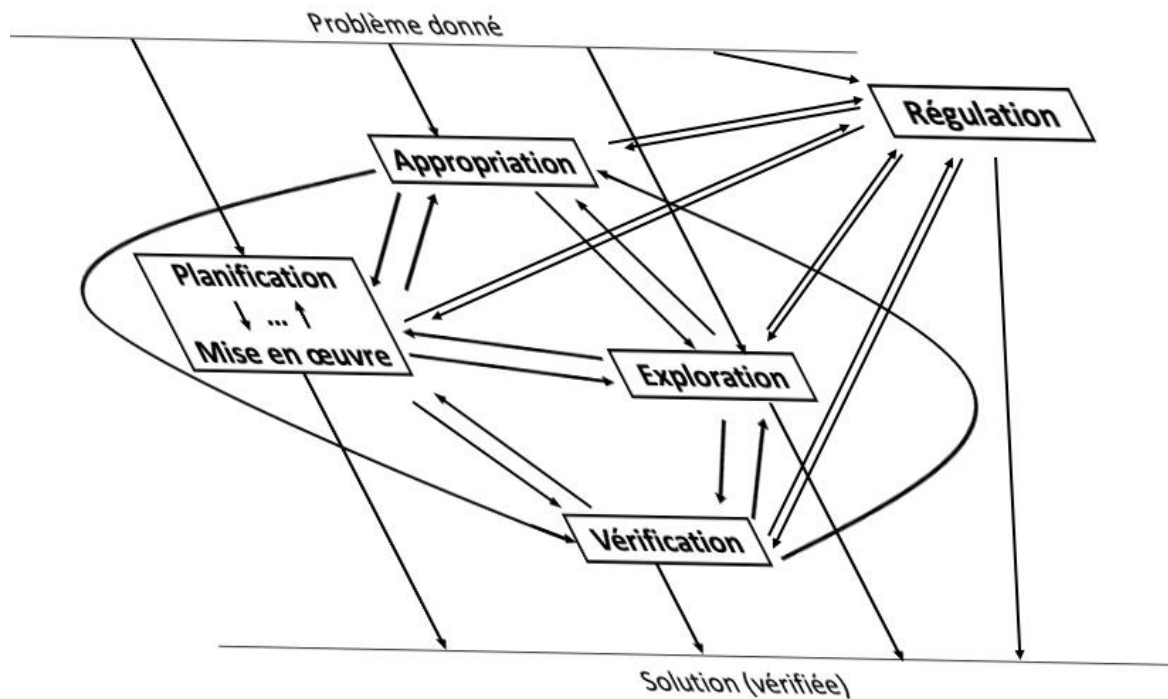 Problème donné
Régulation
Appropriation
Planification
...
Mise en œuvre
Exploration
Vérification
Solution (vérifiée)